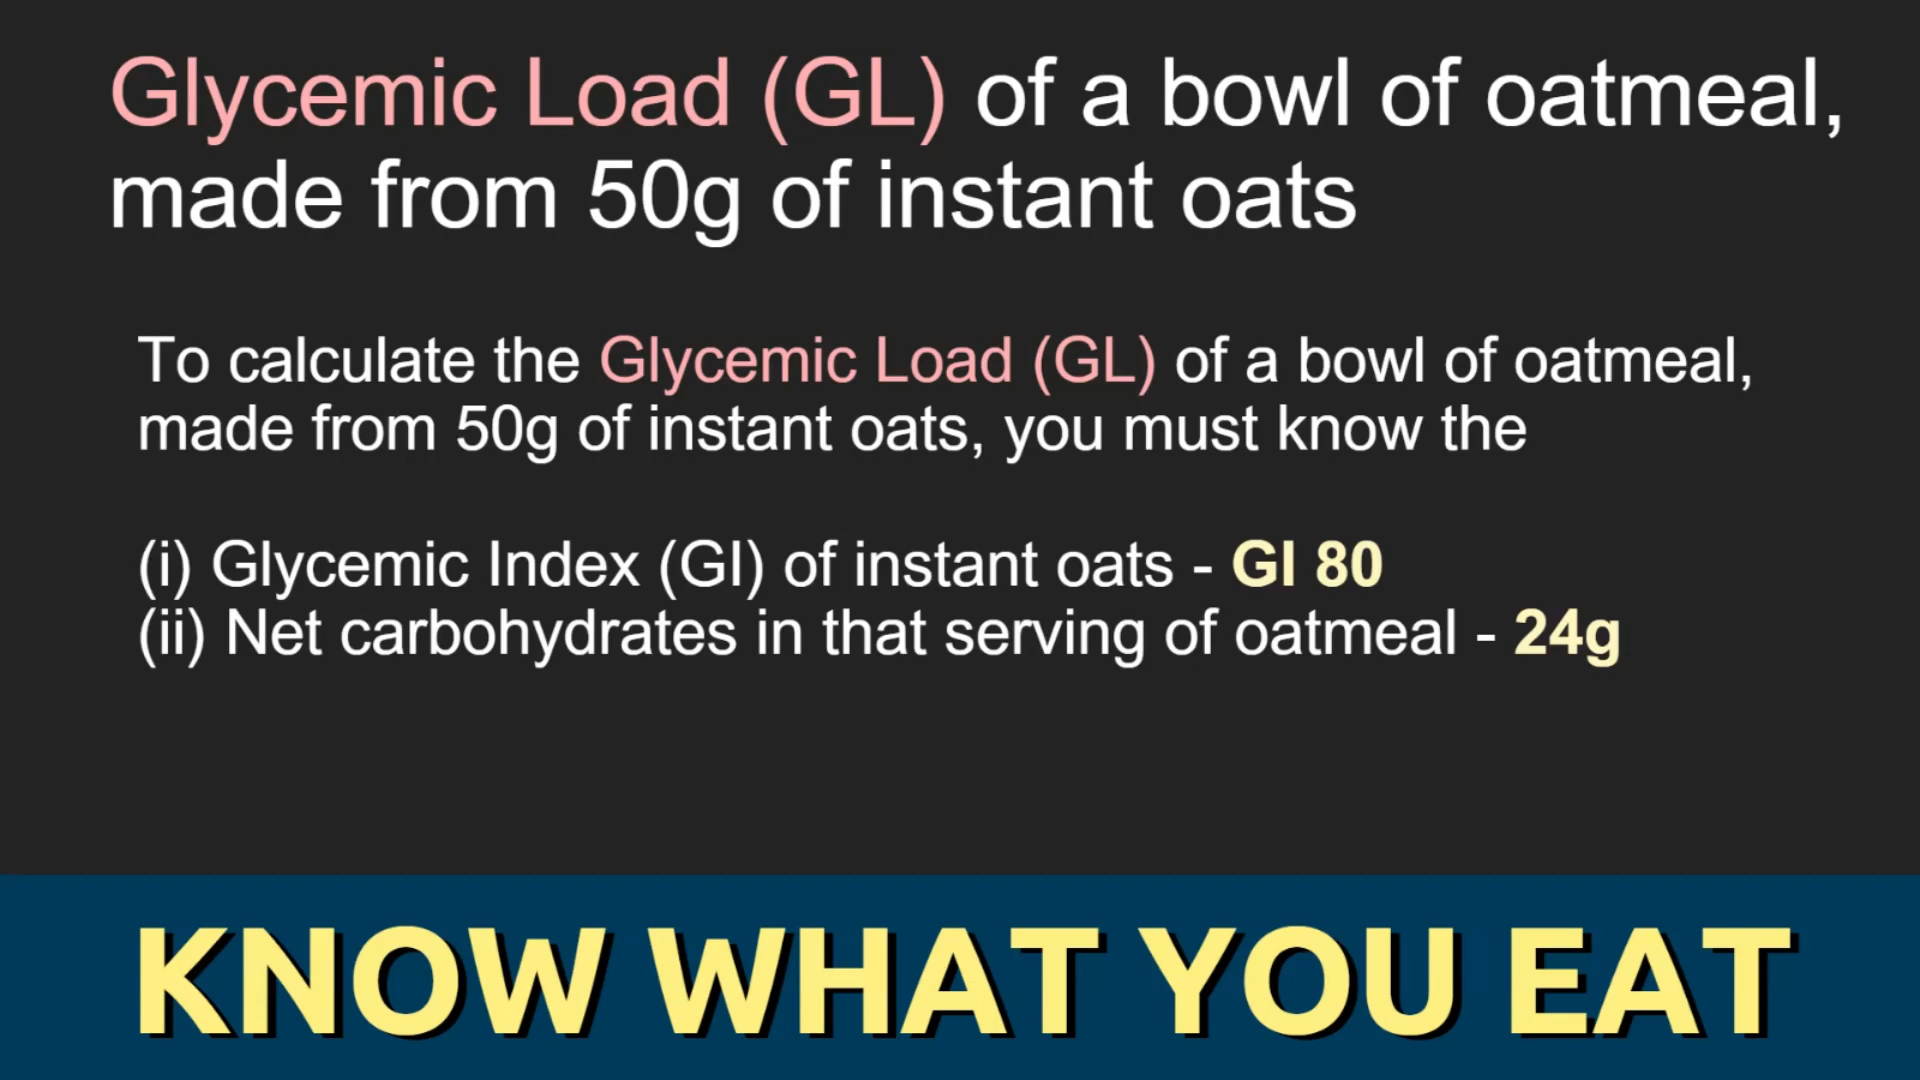 Glycemic Load (GL) of a bowl of oatmeal,
made from 50g of instant oats
To calculate the Glycemic Load (GL) of a bowl of oatmeal,
made from 50g of instant oats, you must know the
(i) Glycemic Index (GI) of instant oats - GI 80
(ii) Net carbohydrates in that serving of oatmeal - 24g
KNOW WHAT YOU EAT